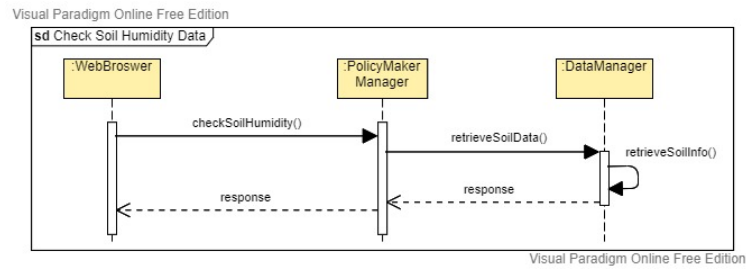 Visual Paradigm Online Free Edition
sd Check Soil Humidity Data
:WebBroswer
:PolicyMaker
Manager
:DataManager
checkSoilHumidity()
retrieveSoilData()
retrieveSoilInfo()
response
response
Visual Paradigm Online Free Edition